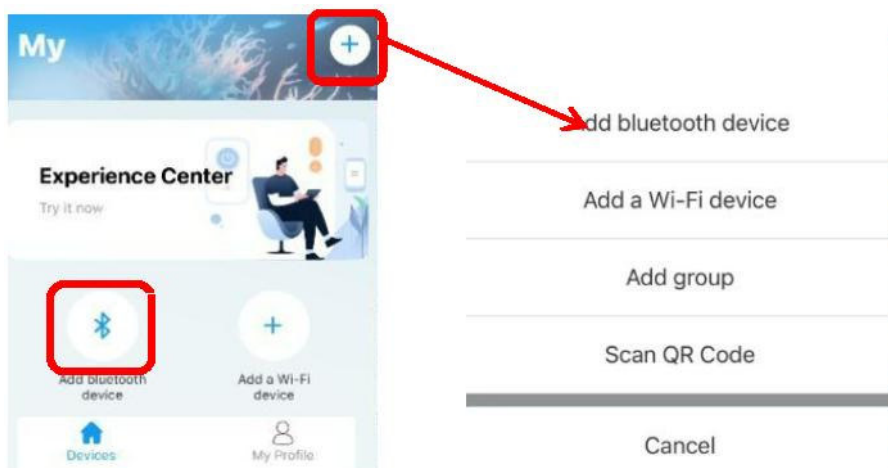 My
Experience Center
Try it now
Add bluetooth
device
Add a Wi-Fi
device
Devices
My Profile
dd bluetooth device
Add a Wi-Fi device
Add group
Scan QR Code
Cancel